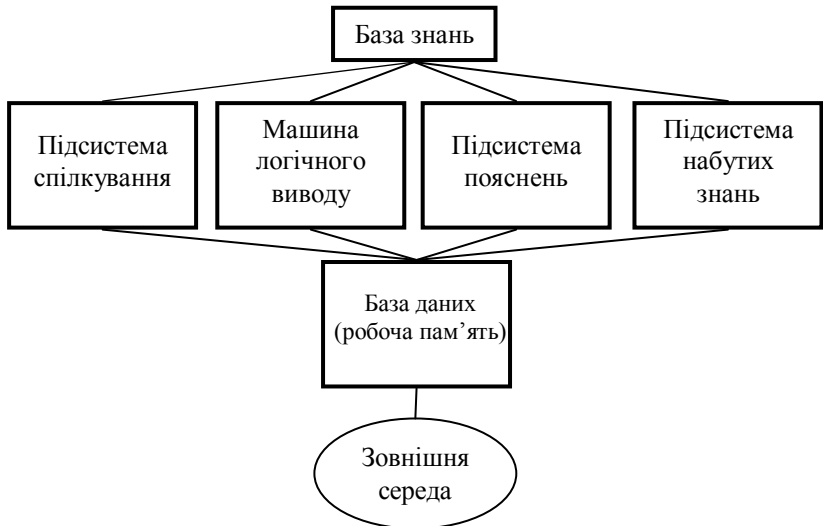 База знань
Підсистема
спілкування
Машина
логічного
виводу
Підсистема
пояснень
Підсистема
набутих
знань
База даних
(робоча пам’ять)
Зовнішня
середа